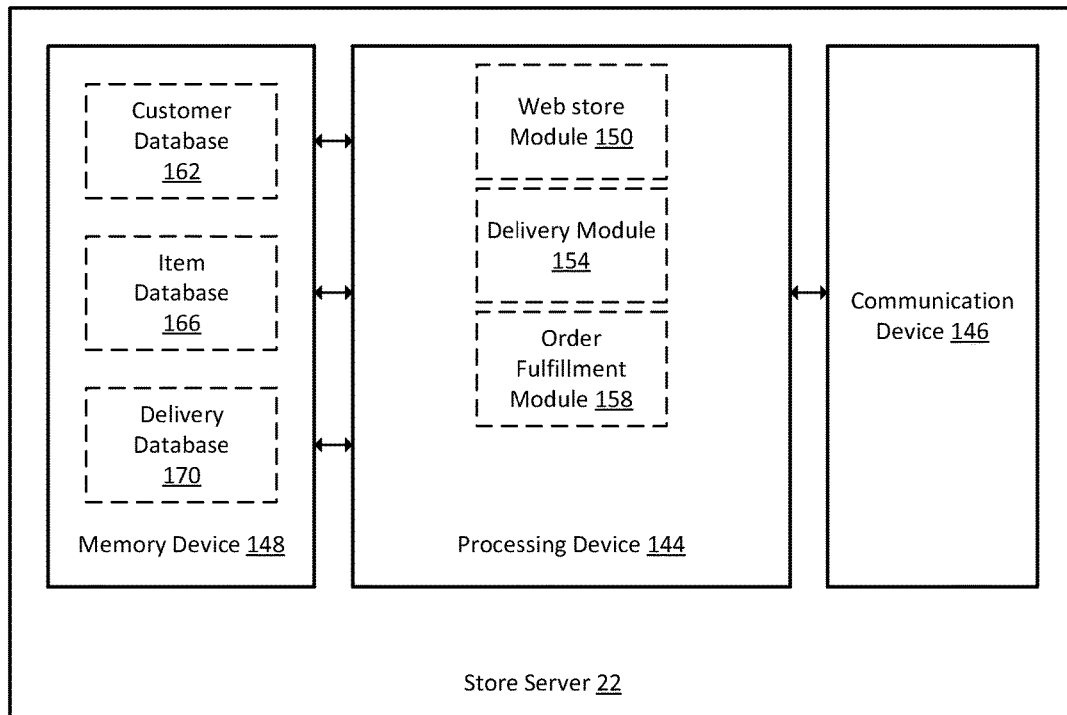 Customer
Database
162
Item
Database
166
Delivery
Database
170
Memory Device 148
Web store
Module 150
Delivery Module
154
Order
Fulfillment
Module 158
Processing Device 144
Communication
Device 146
Store Server 22